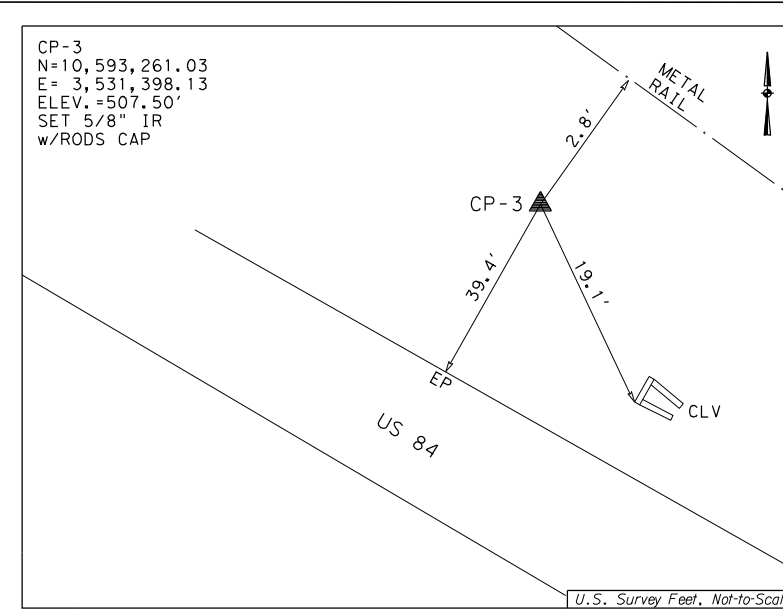 CP-3
N=10,593,261.03
E= 3,531,398.13
ELEV.=507.50'
SET 5/8" IR
w/RODS CAP
METAL
RAIL
2.8'
CP-3
39.4'
19.1'
EP
CLV
US 84
U.S. Survey Feet, Not-to-Scal